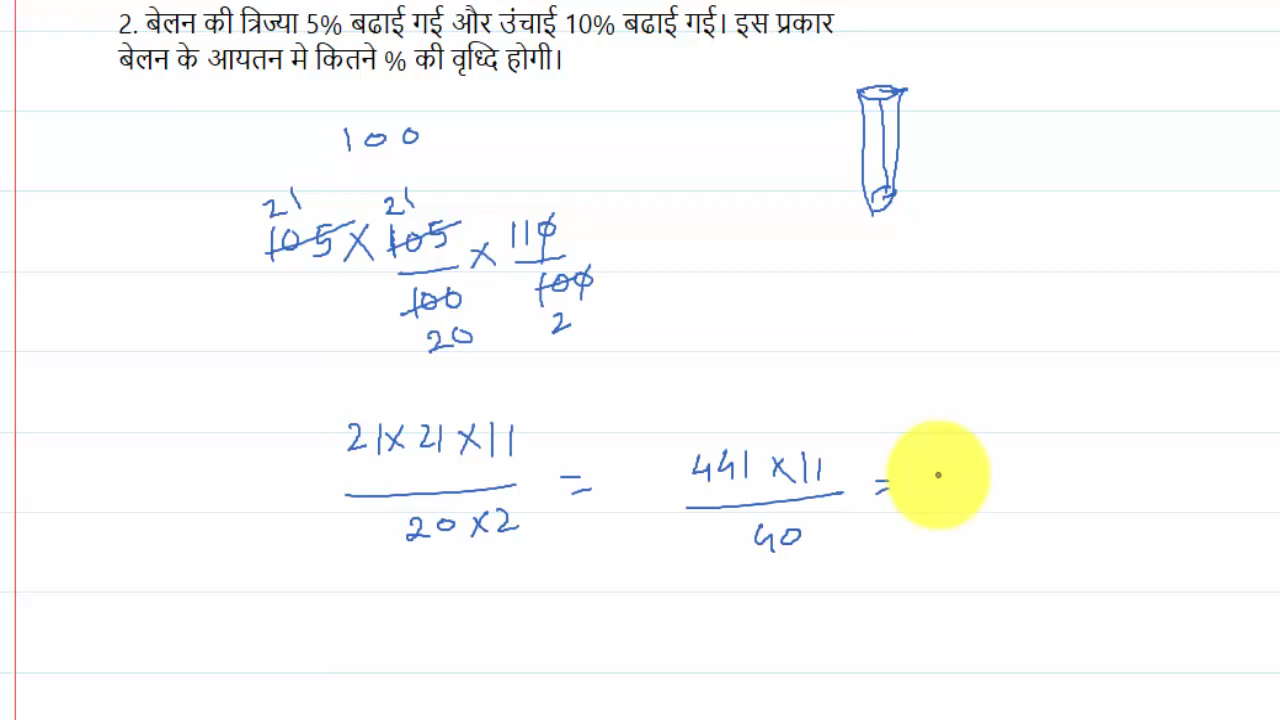 2. बेलन की त्रिज्या 5% बढाई गई और उंचाई 10% बढाई गई। इस प्रकार
बेलन के आयतन मे कितने % की वृध्दि होगी।
100
21 21
105 × 105 × 110
100 100
20 2
21 × 21 × 11 = 441 × 11 =
20 × 2 40